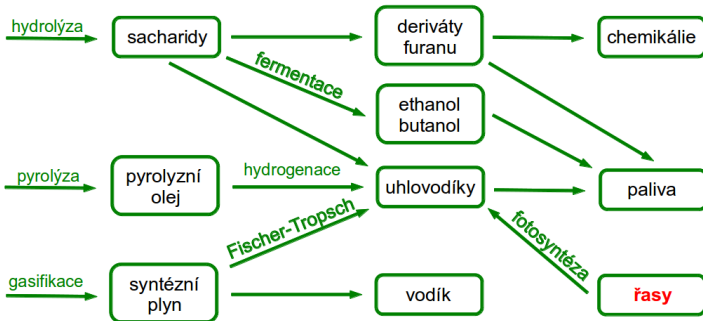 hydrolýza
sacharidy
deriváty
furanu
chemikálie
fermentace
ethanol
butanol
pyrolýza
pyrolyzní
olej
hydrogenace
uhlovodíky
paliva
Fischer-Tropsch
fotosyntéza
gasifikace
syntézní
plyn
vodík
řasy